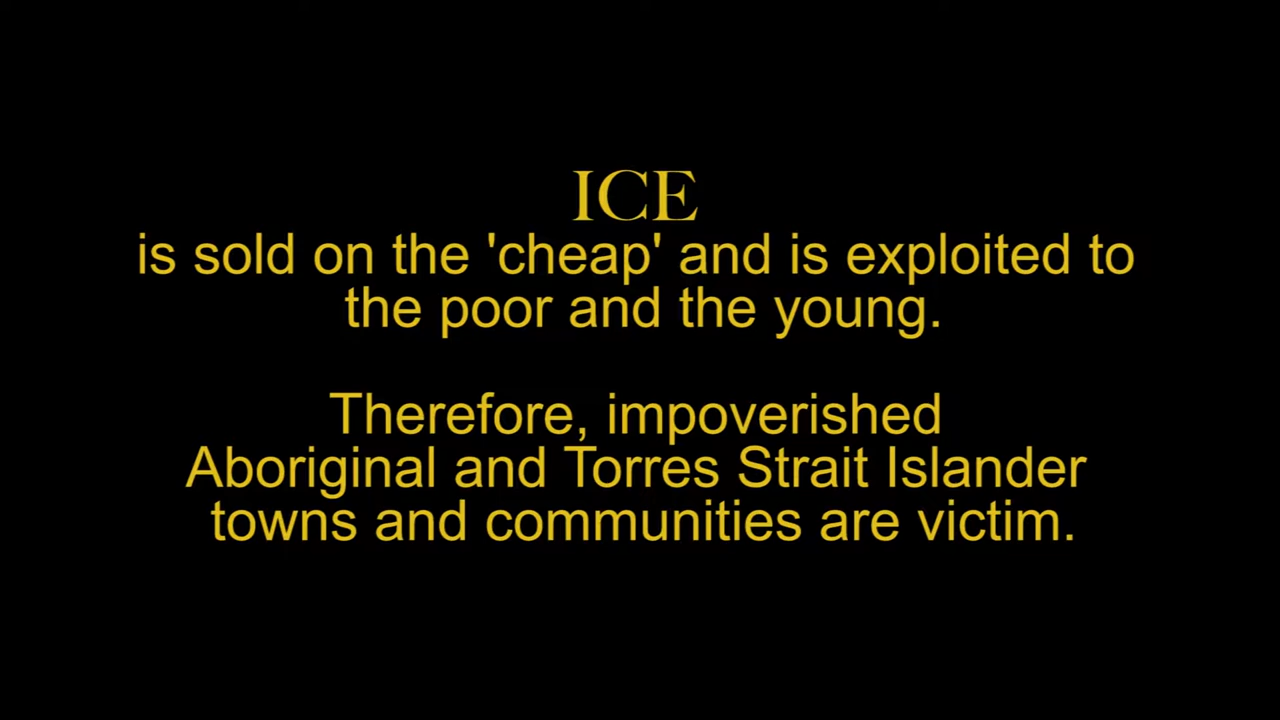 ICE
is sold on the 'cheap' and is exploited to
the poor and the young.
Therefore, impoverished
Aboriginal and Torres Strait Islander
towns and communities are victim.